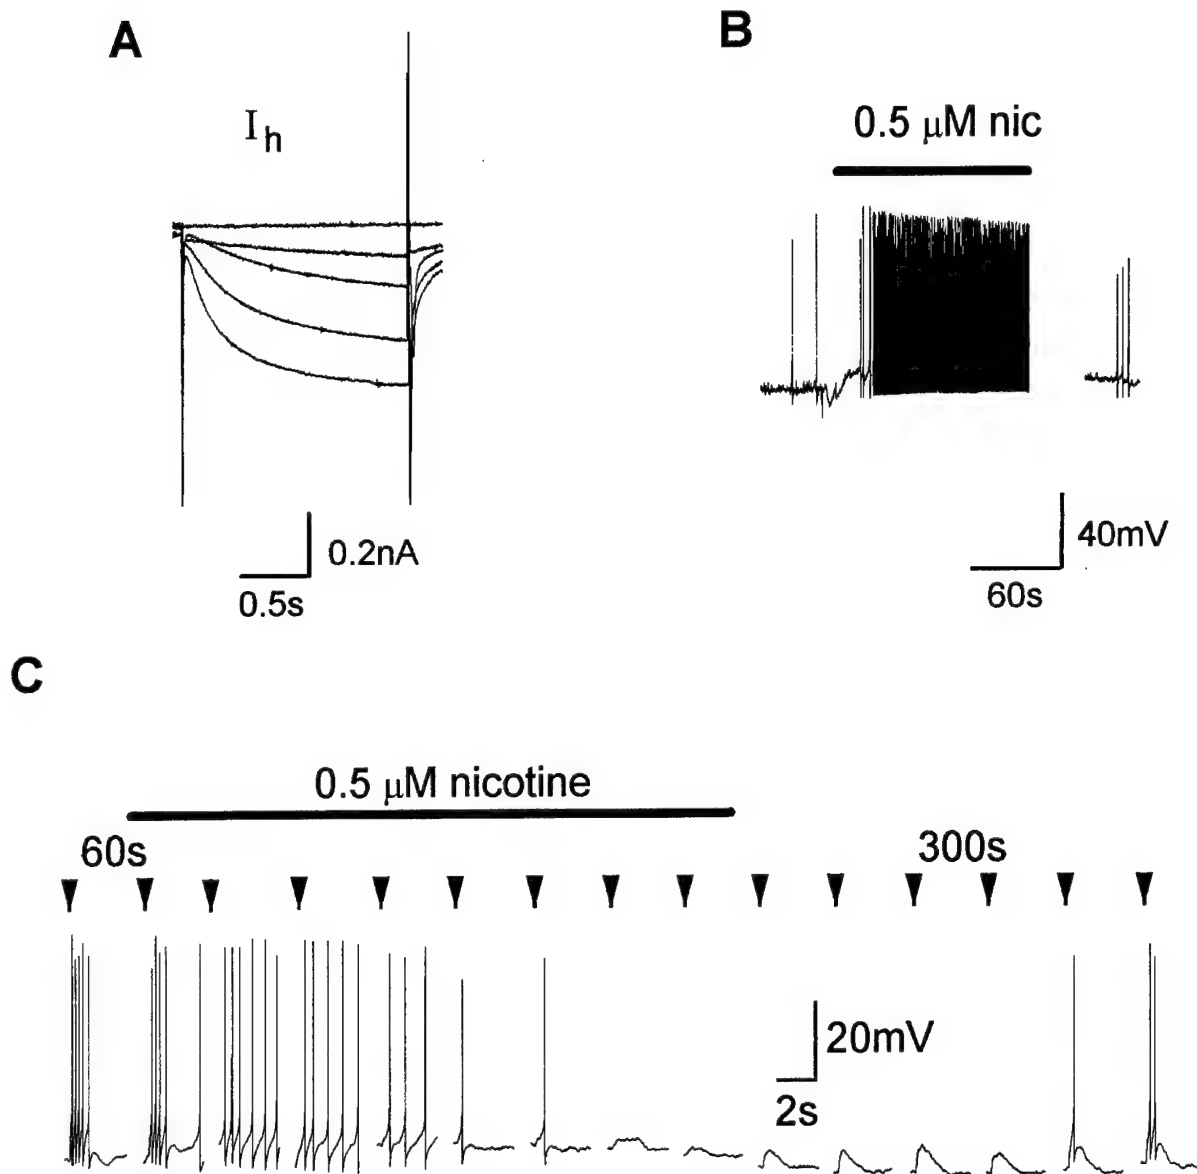 A
I h
0.2nA
0.5s
B
0.5 μM nic
40mV
60s
C
0.5 μM nicotine
60s
300s
20mV
2s